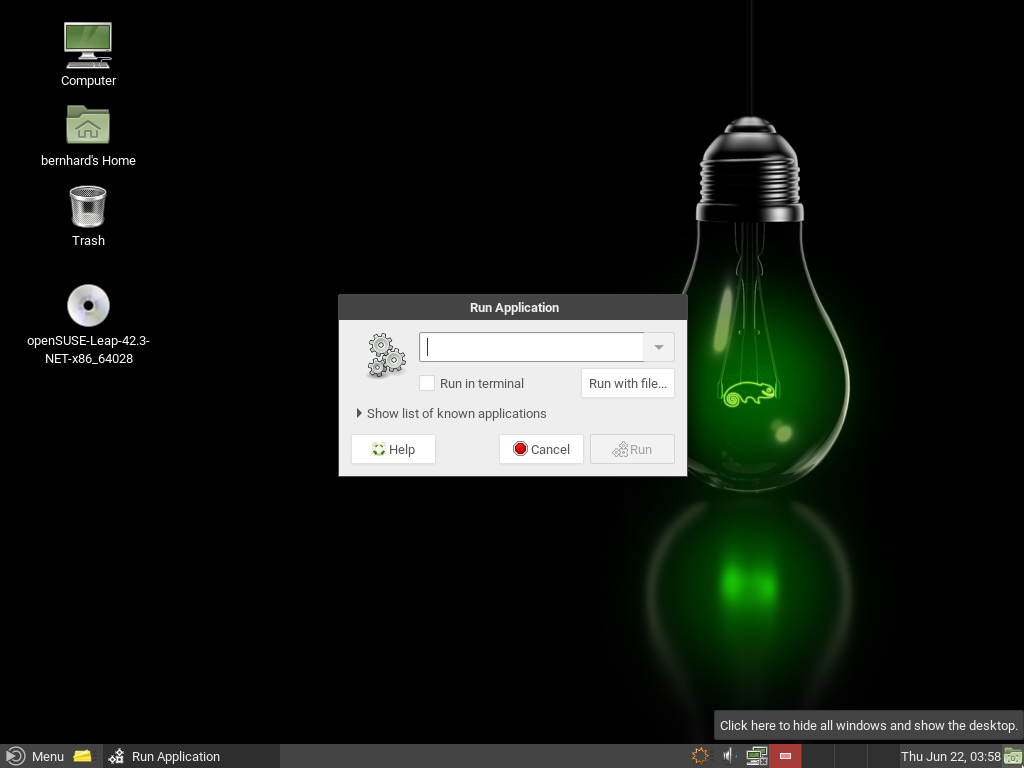 Computer
bernhard's Home
Trash
openSUSE-Leap-42.3-
NET-x86_64028
Run Application
Run in terminal
Run with file...
Show list of known applications
Help
Cancel
Run
Click here to hide all windows and show the desktop.
Menu
Run Application
Thu Jun 22, 03:58